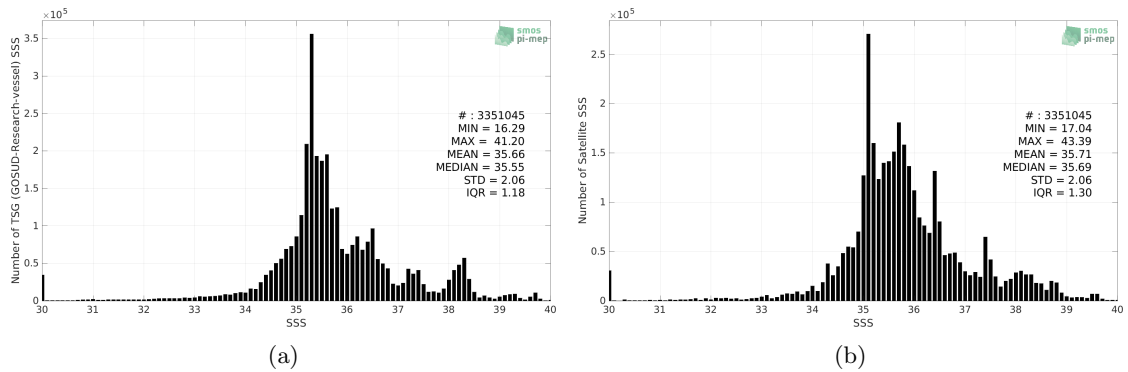 ×10⁵
3.5
3
2.5
2
1.5
1
0.5
0
Number of TSG (GOSUD-Research-vessel) SSS
smos
pi-mep
# : 3351045
MIN = 16.29
MAX = 41.20
MEAN = 35.66
MEDIAN = 35.55
STD = 2.06
IQR = 1.18
30 31 32 33 34 35 36 37 38 39 40
SSS
(a)
×10⁵
2.5
2
1.5
1
0.5
0
Number of Satellite SSS
smos
pi-mep
# : 3351045
MIN = 17.04
MAX = 43.39
MEAN = 35.71
MEDIAN = 35.69
STD = 2.06
IQR = 1.30
30 31 32 33 34 35 36 37 38 39 40
SSS
(b)